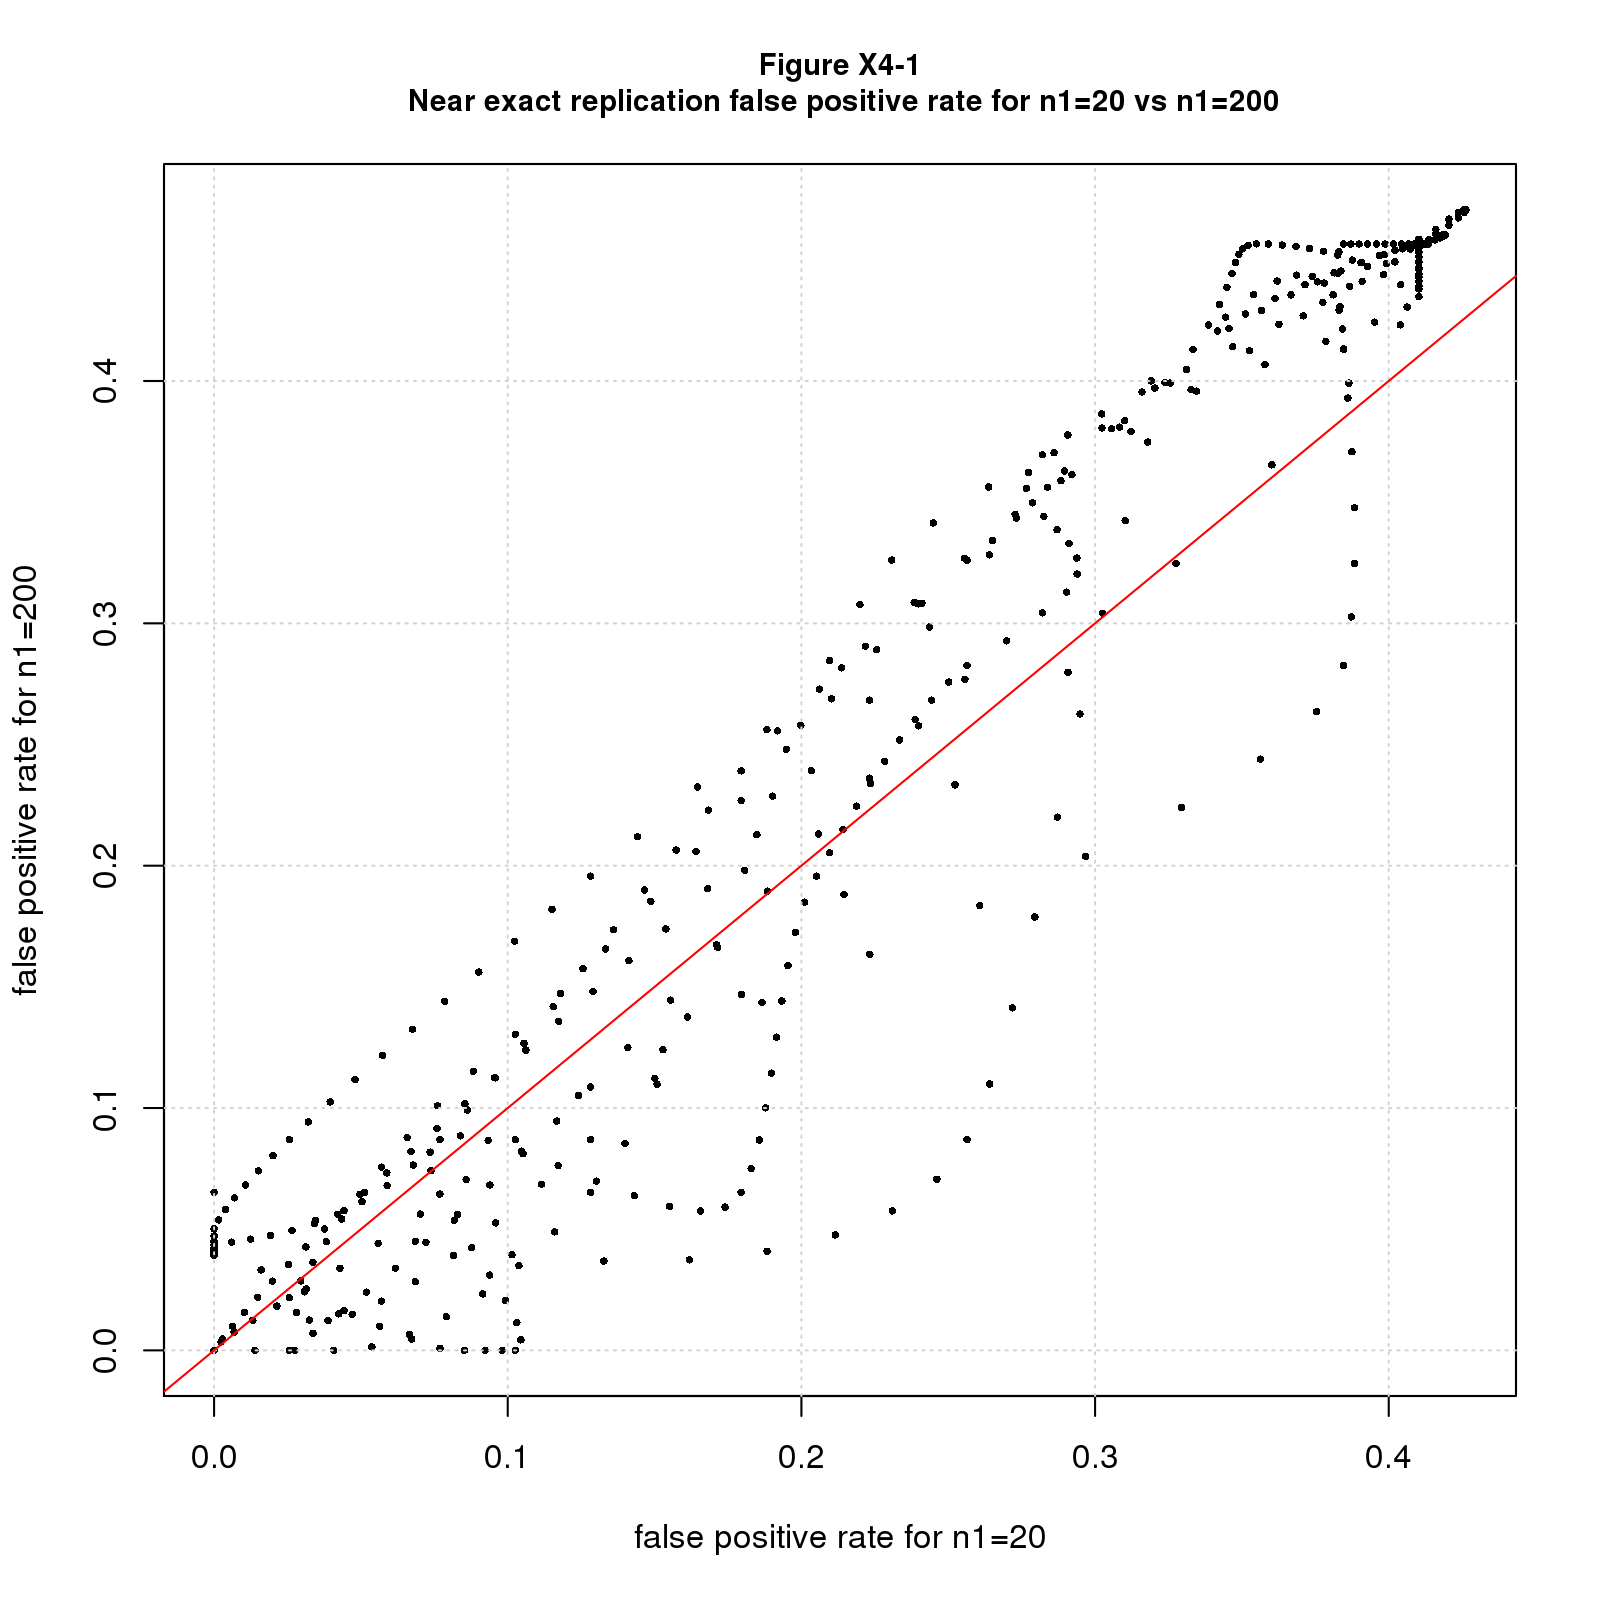 Figure X4-1
Near exact replication false positive rate for n1=20 vs n1=200
false positive rate for n1=200
0.4
0.3
0.2
0.1
0.0
0.0 0.1 0.2 0.3 0.4
false positive rate for n1=20